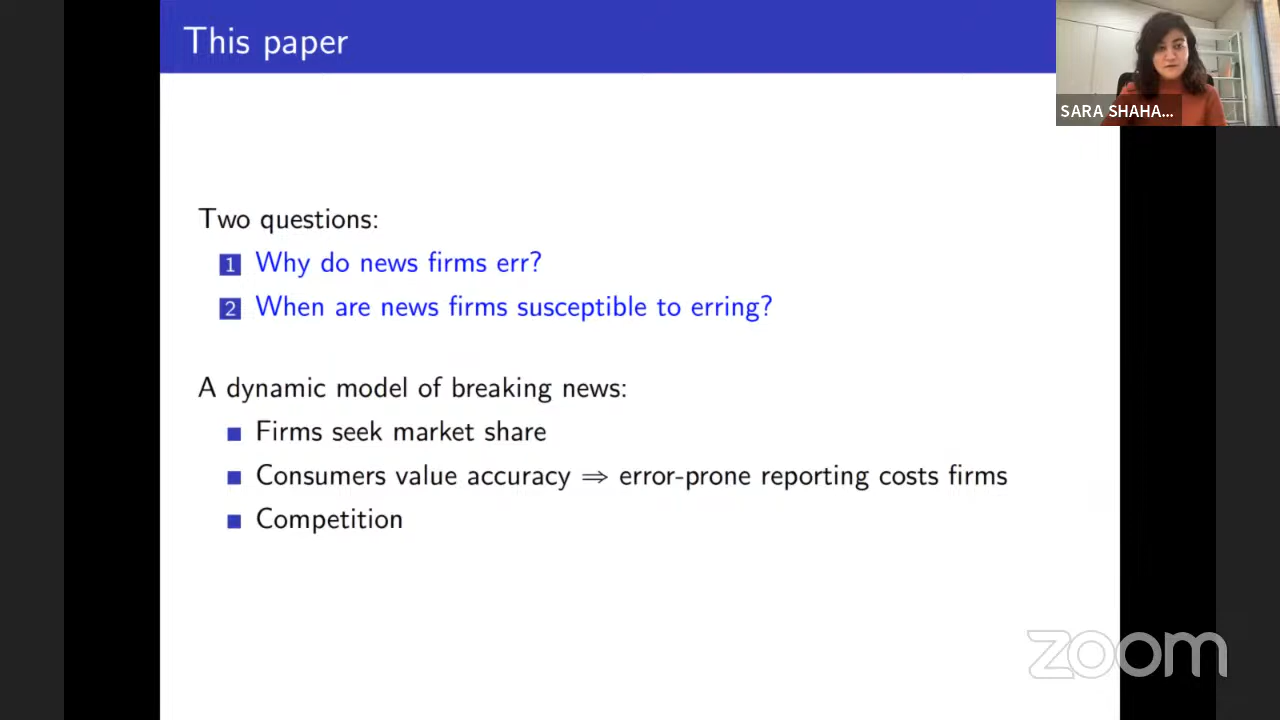 This paper
SARA SHAHA...
Two questions:
1 Why do news firms err?
2 When are news firms susceptible to erring?
A dynamic model of breaking news:
Firms seek market share
Consumers value accuracy ⇒ error-prone reporting costs firms
Competition
zoom